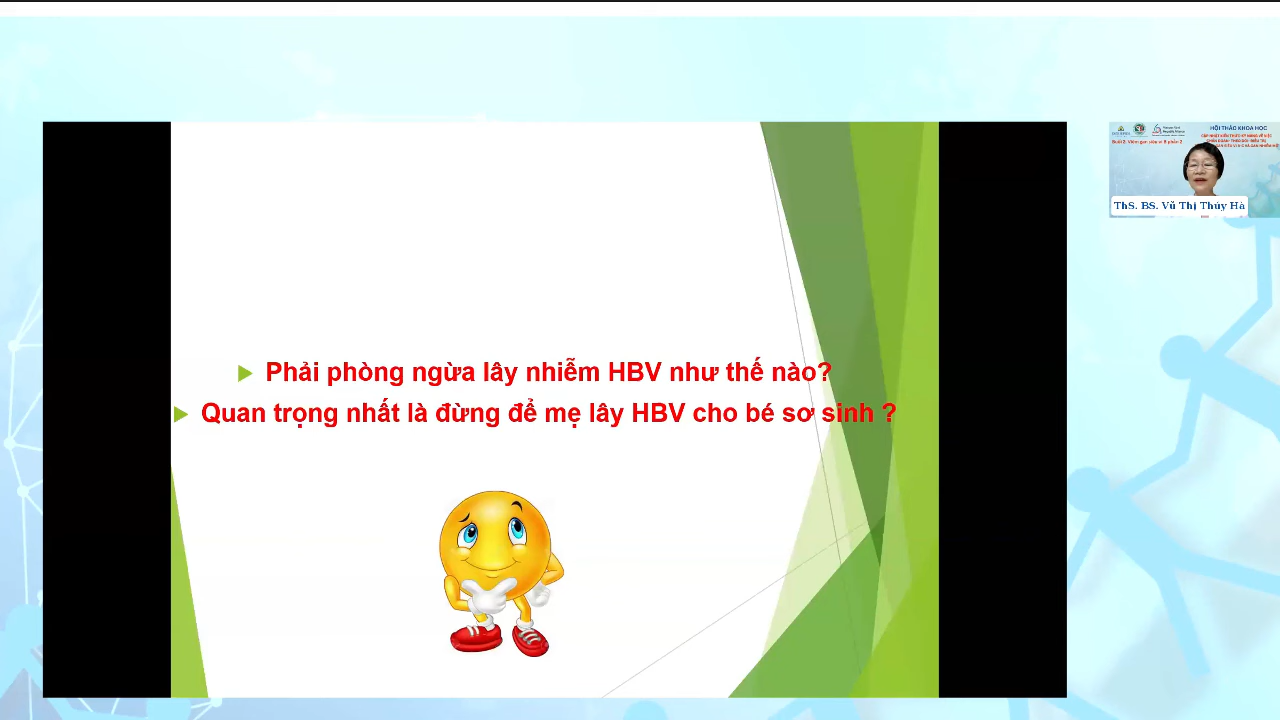 Phải phòng ngừa lây nhiễm HBV như thế nào?
Quan trọng nhất là đừng để mẹ lây HBV cho bé sơ sinh ?
HỘI THẢO KHOA HỌC
ThS. BS. Vũ Thị Thúy Hà